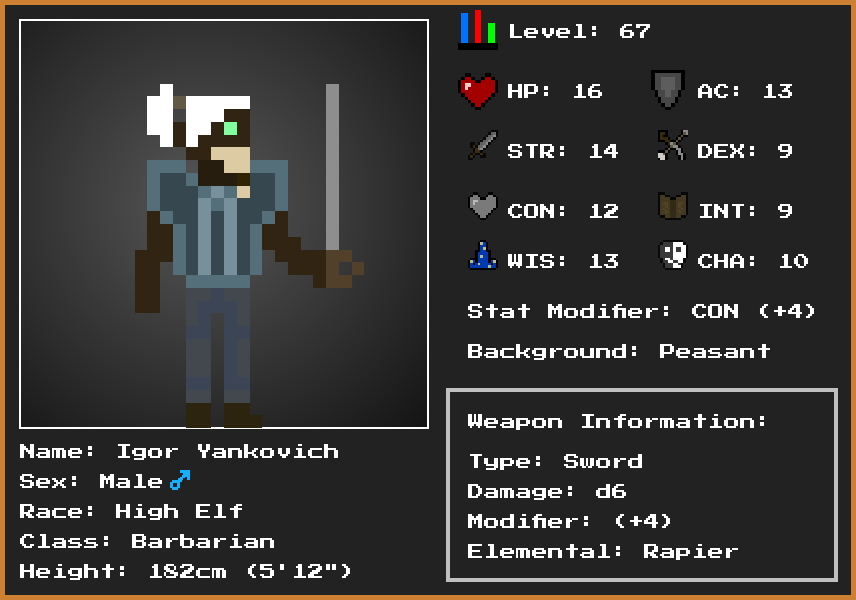 Level: 67
HP: 16 AC: 13
STR: 14 DEX: 9
CON: 12 INT: 9
WIS: 13 CHA: 10
Stat Modifier: CON (+4)
Background: Peasant
Weapon Information:
Type: Sword
Damage: d6
Modifier: (+4)
Elemental: Rapier
Name: Igor Yankovich
Sex: Male♂
Race: High Elf
Class: Barbarian
Height: 182cm (5'12")